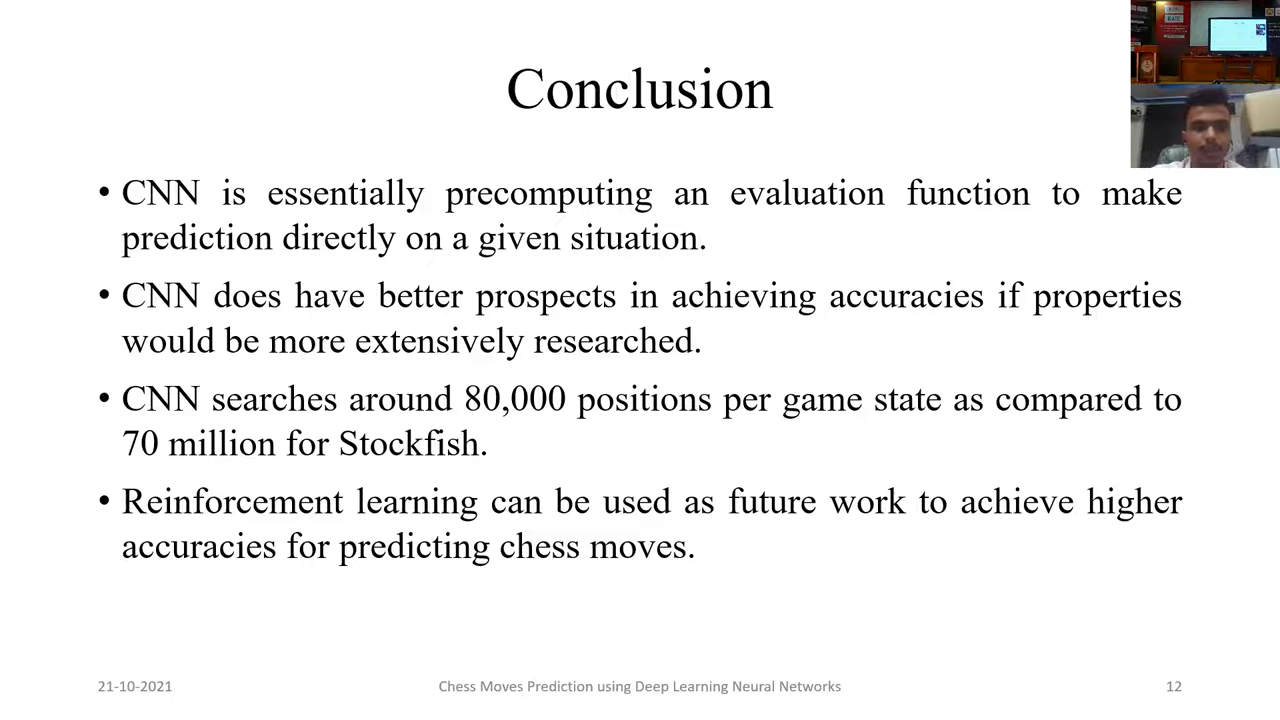 Conclusion
• CNN is essentially precomputing an evaluation function to make
prediction directly on a given situation.
• CNN does have better prospects in achieving accuracies if properties
would be more extensively researched.
• CNN searches around 80,000 positions per game state as compared to
70 million for Stockfish.
• Reinforcement learning can be used as future work to achieve higher
accuracies for predicting chess moves.
21-10-2021
Chess Moves Prediction using Deep Learning Neural Networks
12